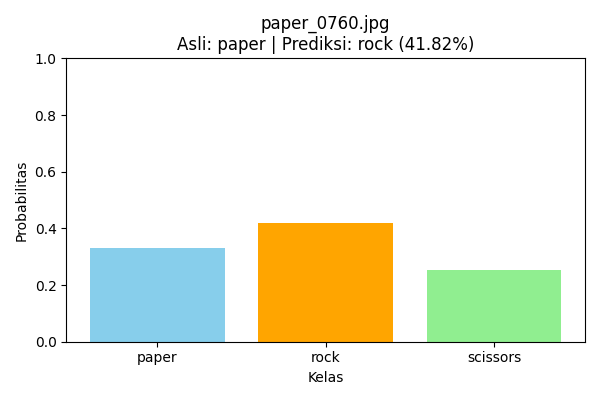 paper_0760.jpg
Asli: paper | Prediksi: rock (41.82%)
1.0
0.8
0.6
0.4
0.2
0.0
Probabilitas
paper rock scissors
Kelas